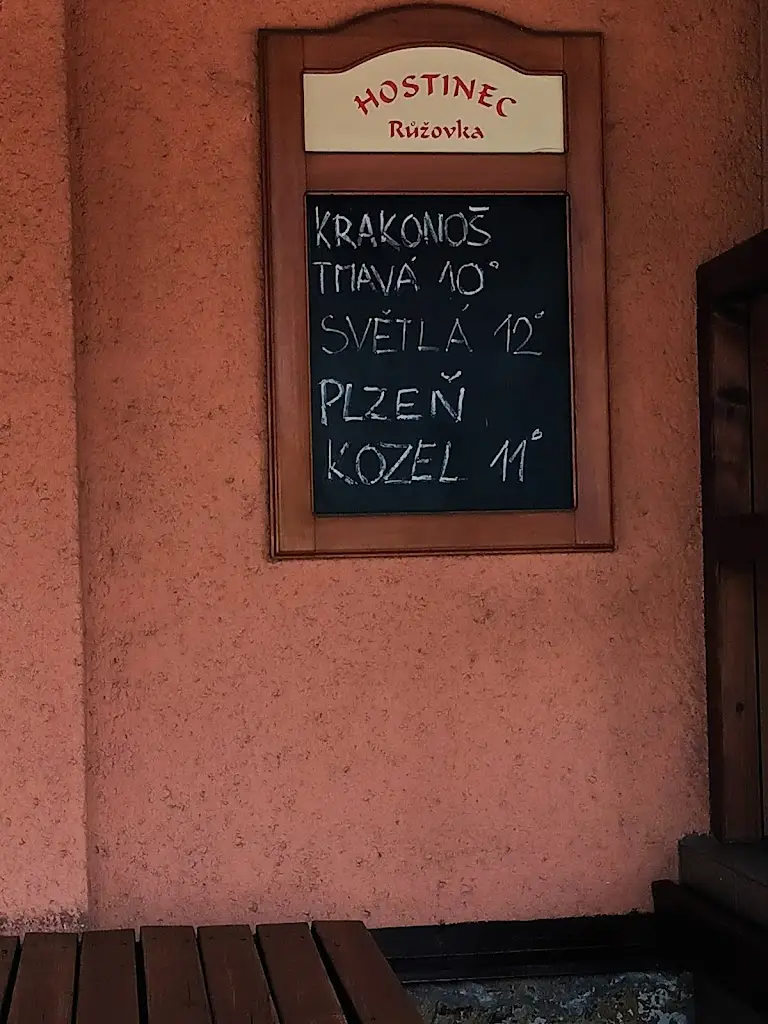 HOSTINEC
Růžovka
KRAKONOŠ
TMAVÁ 10°
SVĚTLÁ 12°
PLZEŇ
KOZEL 11°